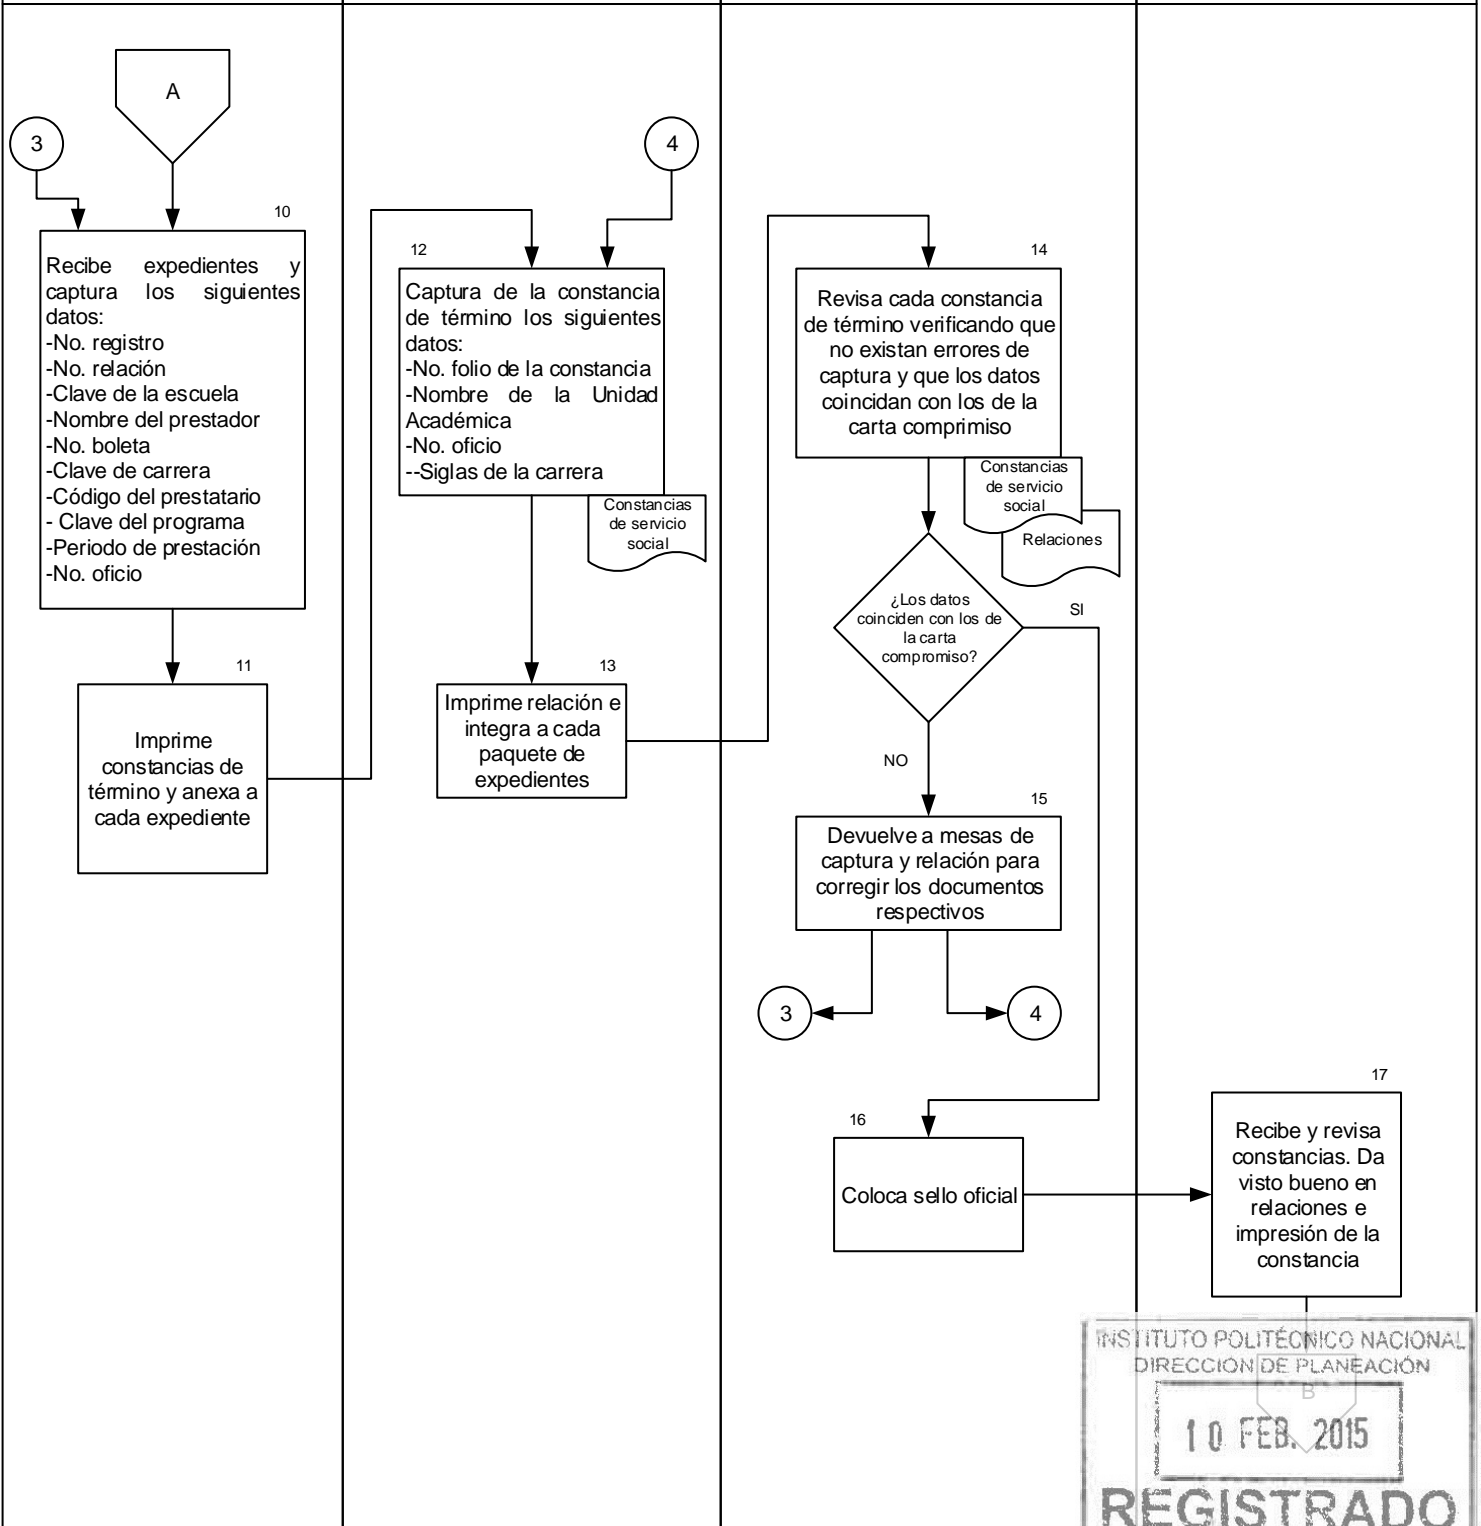 A
3
10
Recibe expedientes y
captura los siguientes
datos:
-No. registro
-No. relación
-Clave de la escuela
-Nombre del prestador
-No. boleta
-Clave de carrera
-Código del prestatario
- Clave del programa
-Periodo de prestación
-No. oficio
11
Imprime
constancias de
término y anexa a
cada expediente
4
12
Captura de la constancia
de término los siguientes
datos:
-No. folio de la constancia
-Nombre de la Unidad
Académica
-No. oficio
--Siglas de la carrera
Constancias
de servicio
social
13
Imprime relación e
integra a cada
paquete de
expedientes
14
Revisa cada constancia
de término verificando que
no existan errores de
captura y que los datos
coincidan con los de la
carta comprimiso
Constancias
de servicio
social
Relaciones
¿Los datos
coinciden con los de
la carta
compromiso?
SI
NO
15
Devuelve a mesas de
captura y relación para
corregir los documentos
respectivos
3
4
16
Coloca sello oficial
17
Recibe y revisa
constancias. Da
visto bueno en
relaciones e
impresión de la
constancia
INSTITUTO POLITÉCNICO NACIONAL
DIRECCIÓN DE PLANEACIÓN
B
10 FEB. 2015
REGISTRADO